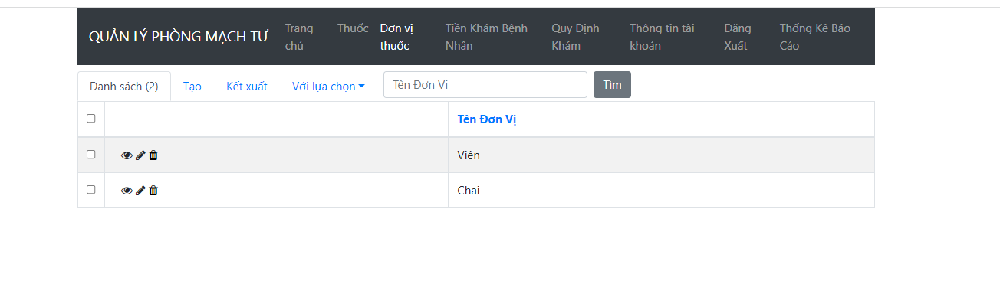 QUẢN LÝ PHÒNG MẠCH TƯ
Trang
chủ
Thuốc
Đơn vị
thuốc
Tiền Khám Bệnh
Nhân
Quy Định
Khám
Thông tin tài
khoản
Đăng
Xuất
Thống Kê Báo
Cáo
Danh sách (2)
Tạo
Kết xuất
Với lựa chọn
Tên Đơn Vị
Tìm
Tên Đơn Vị
Viên
Chai